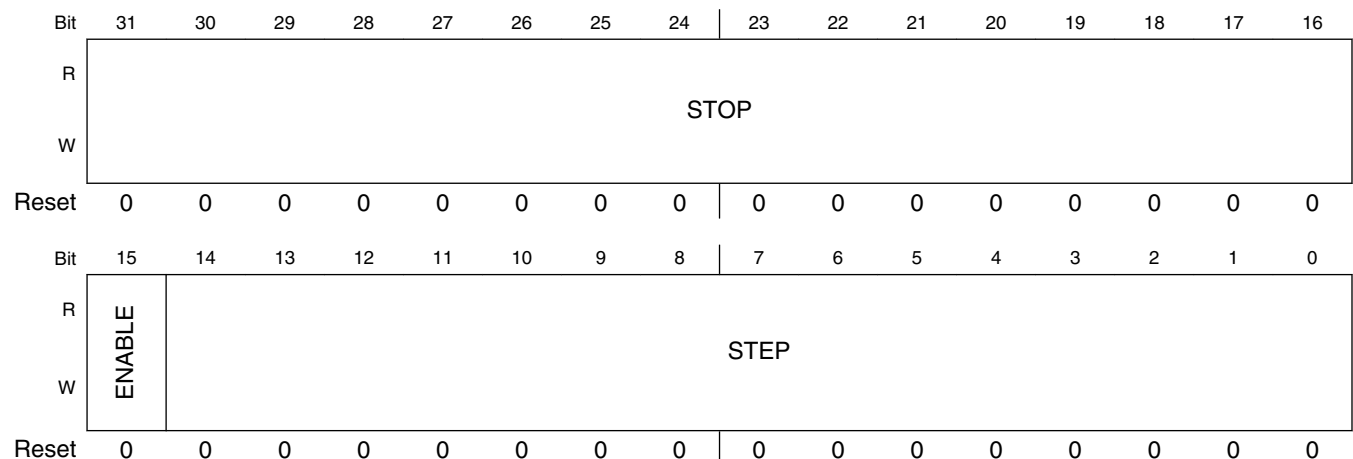 Bit 31 30 29 28 27 26 25 24 23 22 21 20 19 18 17 16
R
STOP
W
Reset 0 0 0 0 0 0 0 0 0 0 0 0 0 0 0 0
Bit 15 14 13 12 11 10 9 8 7 6 5 4 3 2 1 0
R
ENABLE
STEP
W
Reset 0 0 0 0 0 0 0 0 0 0 0 0 0 0 0 0